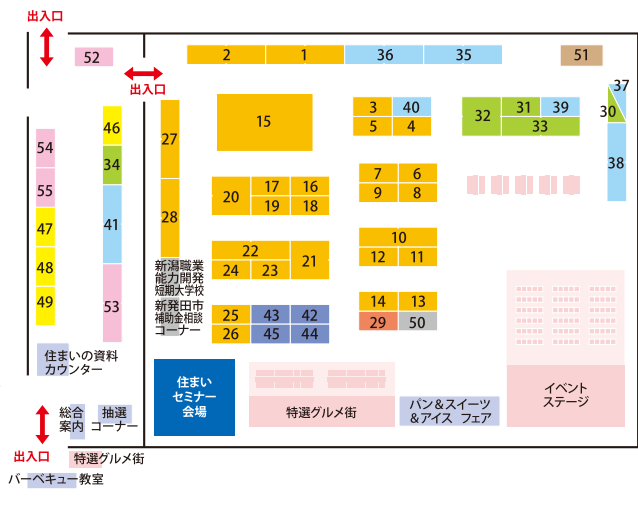 出入口
52
2
1
36
35
51
出入口
37
30
46
27
15
3
40
5
4
32
31
39
33
54
34
38
55
20
17
16
19
18
7
6
9
8
47
41
28
48
22
21
24
23
10
12
11
49
53
新潟職業
能力開発
短期大学校
新発田市
補助金相談
コーナー
25
43
42
26
45
44
14
13
29
50
住まいの資料
カウンター
住まい
セミナー
会場
特選グルメ街
パン＆スイーツ
＆アイス フェア
イベント
ステージ
総合
案内
抽選
コーナー
出入口
特選グルメ街
バーベキュー教室